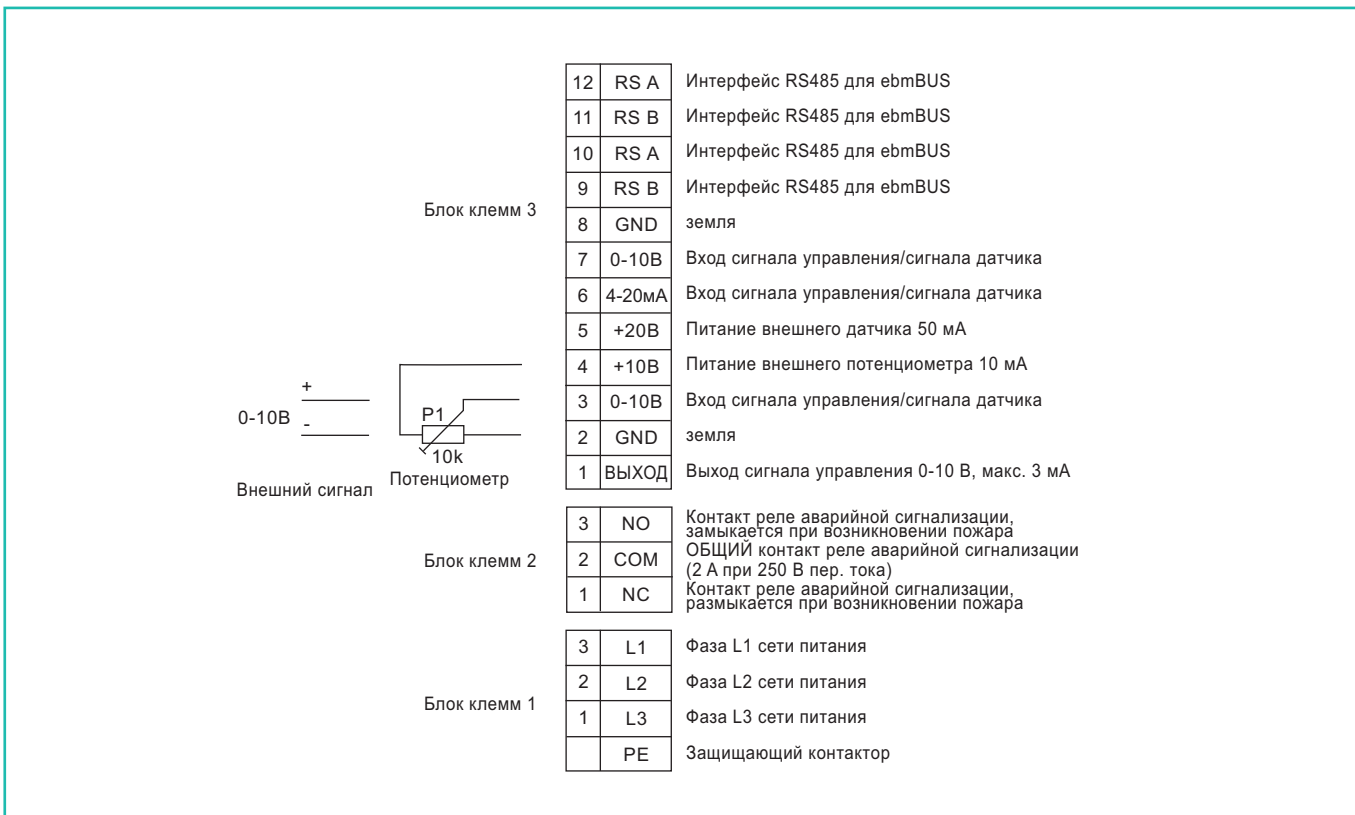 12 RS A Интерфейс RS485 для ebmBUS
11 RS B Интерфейс RS485 для ebmBUS
10 RS A Интерфейс RS485 для ebmBUS
9 RS B Интерфейс RS485 для ebmBUS
Блок клемм 3
8 GND земля
7 0-10В Вход сигнала управления/сигнала датчика
6 4-20мА Вход сигнала управления/сигнала датчика
5 +20В Питание внешнего датчика 50 мА
4 +10В Питание внешнего потенциометра 10 мА
3 0-10В Вход сигнала управления/сигнала датчика
2 GND земля
1 ВЫХОД Выход сигнала управления 0-10 В, макс. 3 мА
+
0-10В
-
Внешний сигнал
P1
10k
Потенциометр
Блок клемм 2
3 NO Контакт реле аварийной сигнализации,
замыкается при возникновении пожара
2 COM ОБЩИЙ контакт реле аварийной сигнализации
(2 А при 250 В пер. тока)
1 NC Контакт реле аварийной сигнализации,
размыкается при возникновении пожара
Блок клемм 1
3 L1 Фаза L1 сети питания
2 L2 Фаза L2 сети питания
1 L3 Фаза L3 сети питания
PE Защищающий контактор